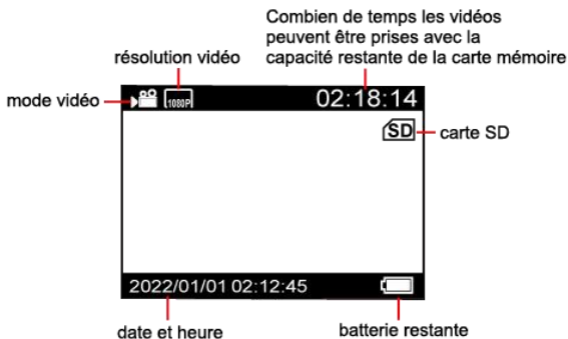 Combien de temps les vidéos
peuvent être prises avec la
capacité restante de la carte mémoire
résolution vidéo
mode vidéo
1080P
02:18:14
SD
carte SD
2022/01/01 02:12:45
date et heure
batterie restante